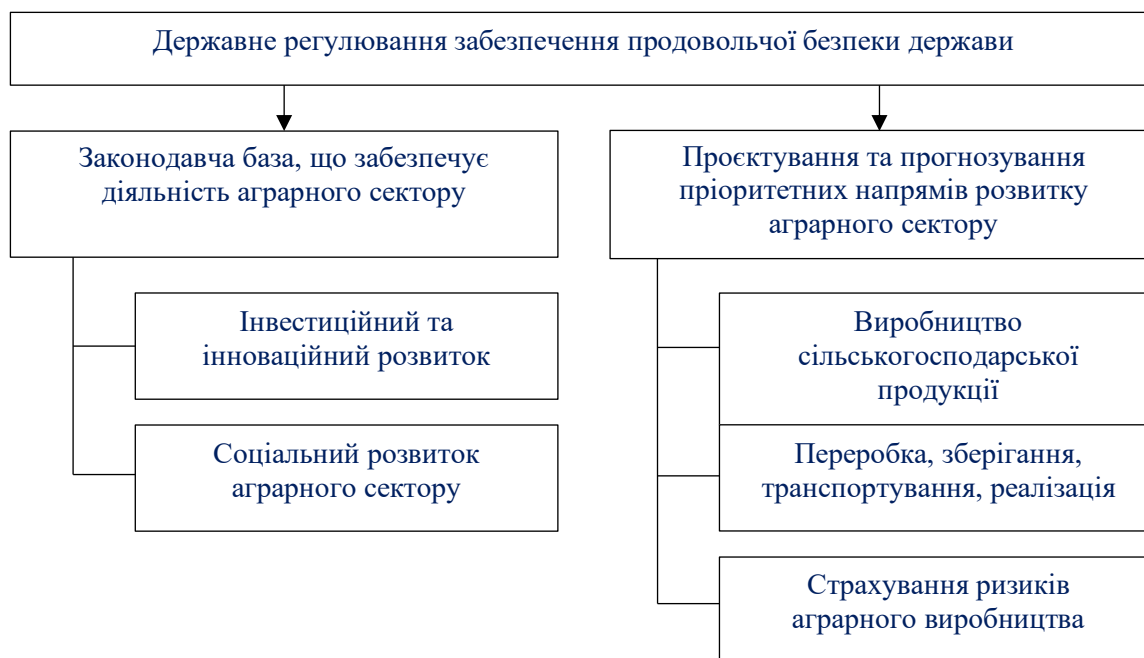 Державне регулювання забезпечення продовольчої безпеки держави
Законодавча база, що забезпечує
діяльність аграрного сектору
Інвестиційний та
інноваційний розвиток
Соціальний розвиток
аграрного сектору
Проєктування та прогнозування
пріоритетних напрямів розвитку
аграрного сектору
Виробництво
сільськогосподарської
продукції
Переробка, зберігання,
транспортування, реалізація
Страхування ризиків
аграрного виробництва